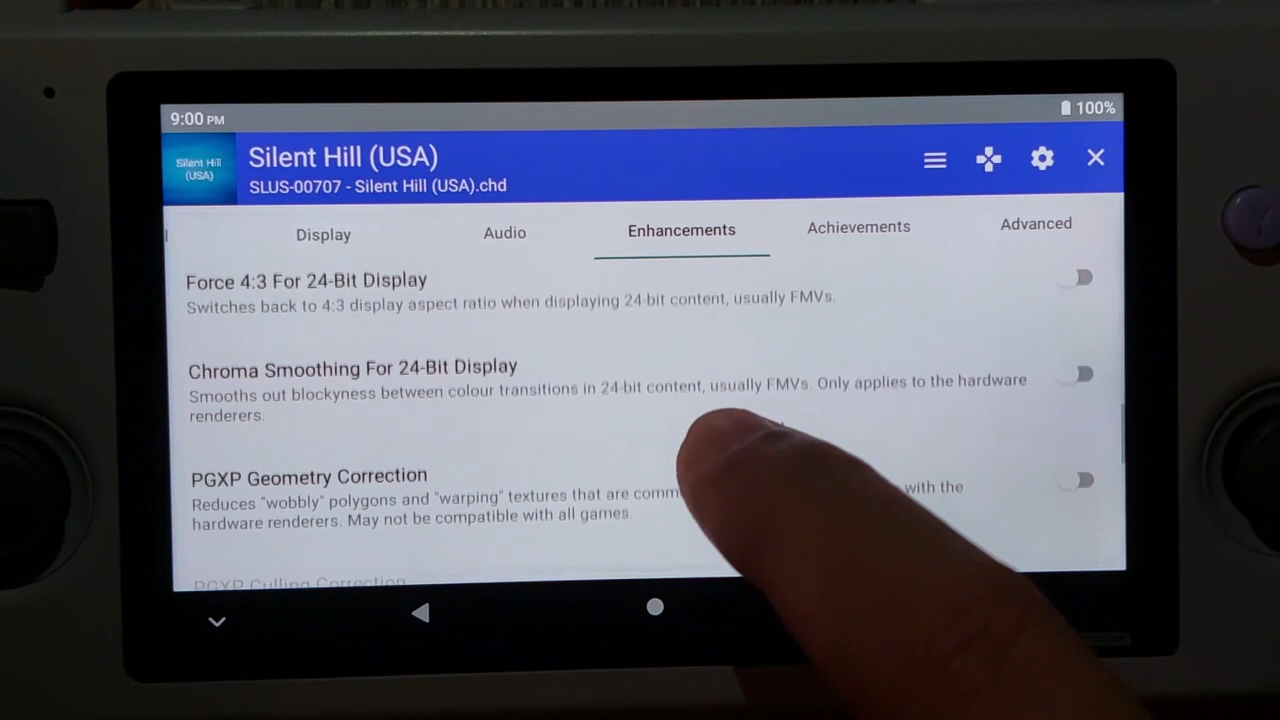 9:00 PM
100%
Silent Hill
(USA)
Silent Hill (USA)
SLUS-00707 - Silent Hill (USA).chd
Display
Audio
Enhancements
Achievements
Advanced
Force 4:3 For 24-Bit Display
Switches back to 4:3 display aspect ratio when displaying 24-bit content, usually FMVs.
Chroma Smoothing For 24-Bit Display
Smooths out blockyness between colour transitions in 24-bit content, usually FMVs. Only applies to the hardware
renderers.
PGXP Geometry Correction
Reduces "wobbly" polygons and "warping" textures that are comm with the
hardware renderers. May not be compatible with all games.
PGXP Culling Correction